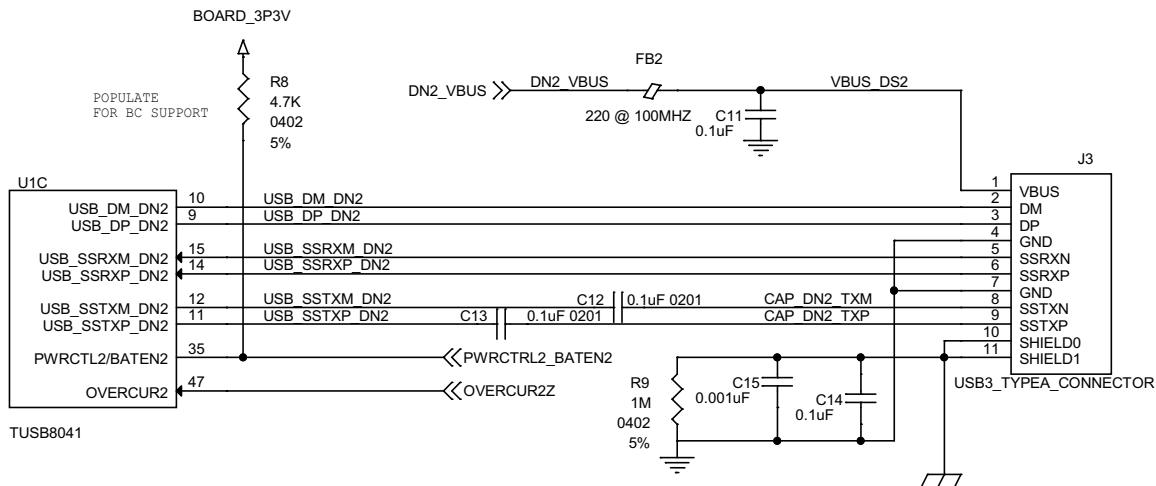 BOARD_3P3V
R8
4.7K
0402
5%
POPULATE
FOR BC SUPPORT
DN2_VBUS
DN2_VBUS
FB2
220 @ 100MHZ
VBUS_DS2
C11
0.1uF
J3
U1C
USB_DM_DN2
10
USB_DM_DN2
1
VBUS
USB_DP_DN2
9
USB_DP_DN2
2
DM
3
DP
4
GND
USB_SSRXM_DN2
15
USB_SSRXM_DN2
5
SSRXN
USB_SSRXP_DN2
14
USB_SSRXP_DN2
6
SSRXP
7
GND
USB_SSTXM_DN2
12
USB_SSTXM_DN2
C12
0.1uF 0201
CAP_DN2_TXM
8
SSTXN
USB_SSTXP_DN2
11
USB_SSTXP_DN2
C13
0.1uF 0201
CAP_DN2_TXP
9
SSTXP
10
SHIELD0
11
SHIELD1
PWRCTL2/BATEN2
35
PWRCTRL2_BATEN2
OVERCUR2
47
OVERCUR2Z
USB3_TYPEA_CONNECTOR
R9
1M
0402
5%
C15
0.001uF
C14
0.1uF
TUSB8041